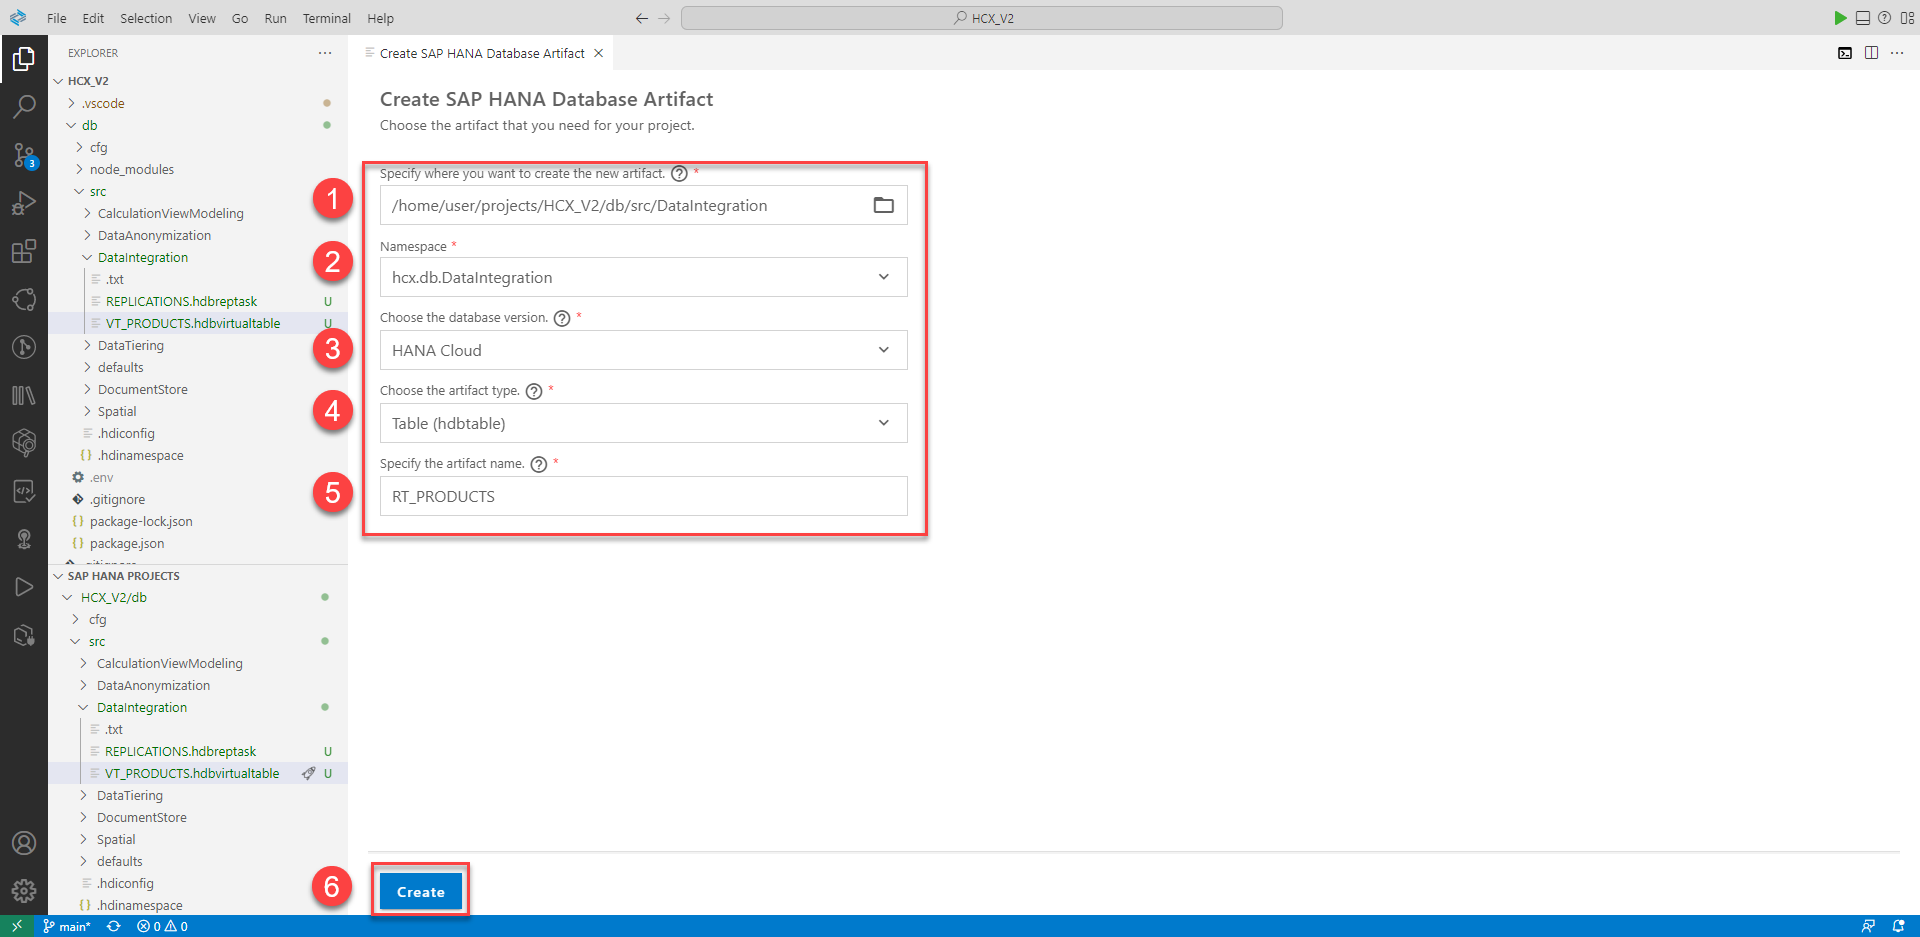 File Edit Selection View Go Run Terminal Help
HCX_V2
EXPLORER
HCX_V2
.vscode
db
cfg
node_modules
src
CalculationViewModeling
DataAnonymization
DataIntegration
.txt
REPLICATIONS.hdbreptask U
VT_PRODUCTS.hdbvirtualtable U
DataTiering
defaults
DocumentStore
Spatial
.hdiconfig
{} .hdinamespace
.env
.gitignore
{} package-lock.json
{} package.json
.gitignore
SAP HANA PROJECTS
HCX_V2/db
cfg
src
CalculationViewModeling
DataAnonymization
DataIntegration
.txt
REPLICATIONS.hdbreptask U
VT_PRODUCTS.hdbvirtualtable U
DataTiering
DocumentStore
Spatial
defaults
.hdiconfig
{} .hdinamespace
3
Create SAP HANA Database Artifact
Create SAP HANA Database Artifact
Choose the artifact that you need for your project.
Specify where you want to create the new artifact. ? *
1
/home/user/projects/HCX_V2/db/src/DataIntegration
Namespace *
2
hcx.db.DataIntegration
Choose the database version. ? *
3
HANA Cloud
Choose the artifact type. ? *
4
Table (hdbtable)
Specify the artifact name. ? *
5
RT_PRODUCTS
6
Create
main* 0 0